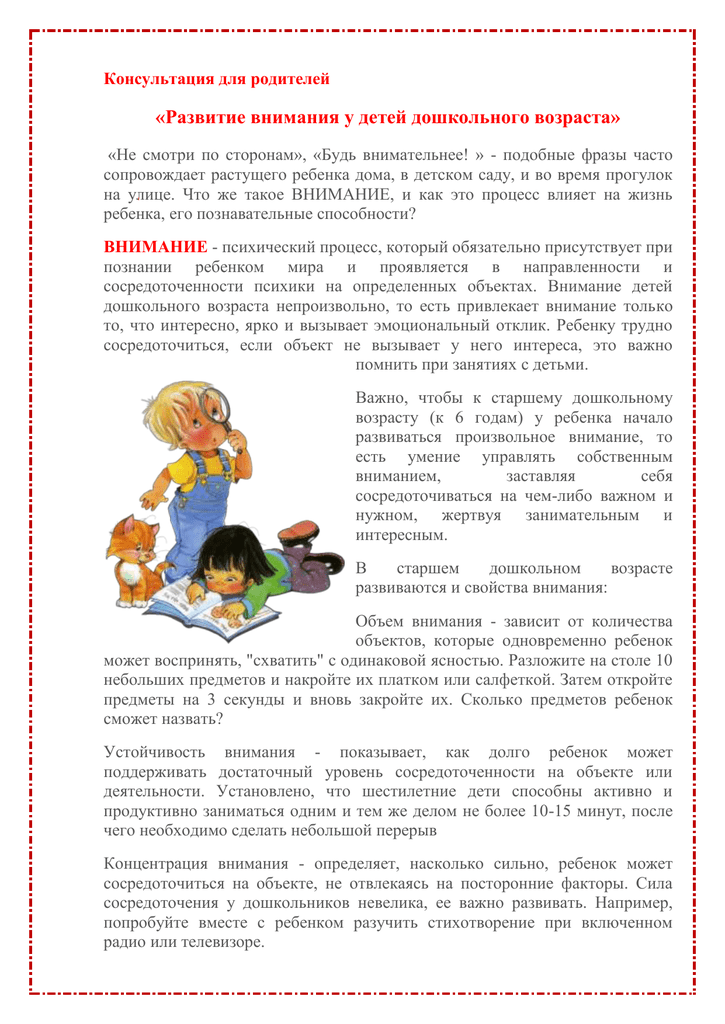 Консультация для родителей
«Развитие внимания у детей дошкольного возраста»
«Не смотри по сторонам», «Будь внимательнее! » - подобные фразы часто
сопровождает растущего ребенка дома, в детском саду, и во время прогулок
на улице. Что же такое ВНИМАНИЕ, и как это процесс влияет на жизнь
ребенка, его познавательные способности?
ВНИМАНИЕ - психический процесс, который обязательно присутствует при
познании ребенком мира и проявляется в направленности и
сосредоточенности психики на определенных объектах. Внимание детей
дошкольного возраста непроизвольно, то есть привлекает внимание только
то, что интересно, ярко и вызывает эмоциональный отклик. Ребенку трудно
сосредоточиться, если объект не вызывает у него интереса, это важно
помнить при занятиях с детьми.
Важно, чтобы к старшему дошкольному
возрасту (к 6 годам) у ребенка начало
развиваться произвольное внимание, то
есть умение управлять собственным
вниманием, заставляя себя
сосредоточиваться на чем-либо важном и
нужном, жертвуя занимательным и
интересным.
В старшем дошкольном возрасте
развиваются и свойства внимания:
Объем внимания - зависит от количества
объектов, которые одновременно ребенок
может воспринять, "схватить" с одинаковой ясностью. Разложите на столе 10
небольших предметов и накройте их платком или салфеткой. Затем откройте
предметы на 3 секунды и вновь закройте их. Сколько предметов ребенок
сможет назвать?
Устойчивость внимания - показывает, как долго ребенок может
поддерживать достаточный уровень сосредоточенности на объекте или
деятельности. Установлено, что шестилетние дети способны активно и
продуктивно заниматься одним и тем же делом не более 10-15 минут, после
чего необходимо сделать небольшой перерыв
Концентрация внимания - определяет, насколько сильно, ребенок может
сосредоточиться на объекте, не отвлекаясь на посторонние факторы. Сила
сосредоточения у дошкольников невелика, ее важно развивать. Например,
попробуйте вместе с ребенком разучить стихотворение при включенном
радио или телевизоре.